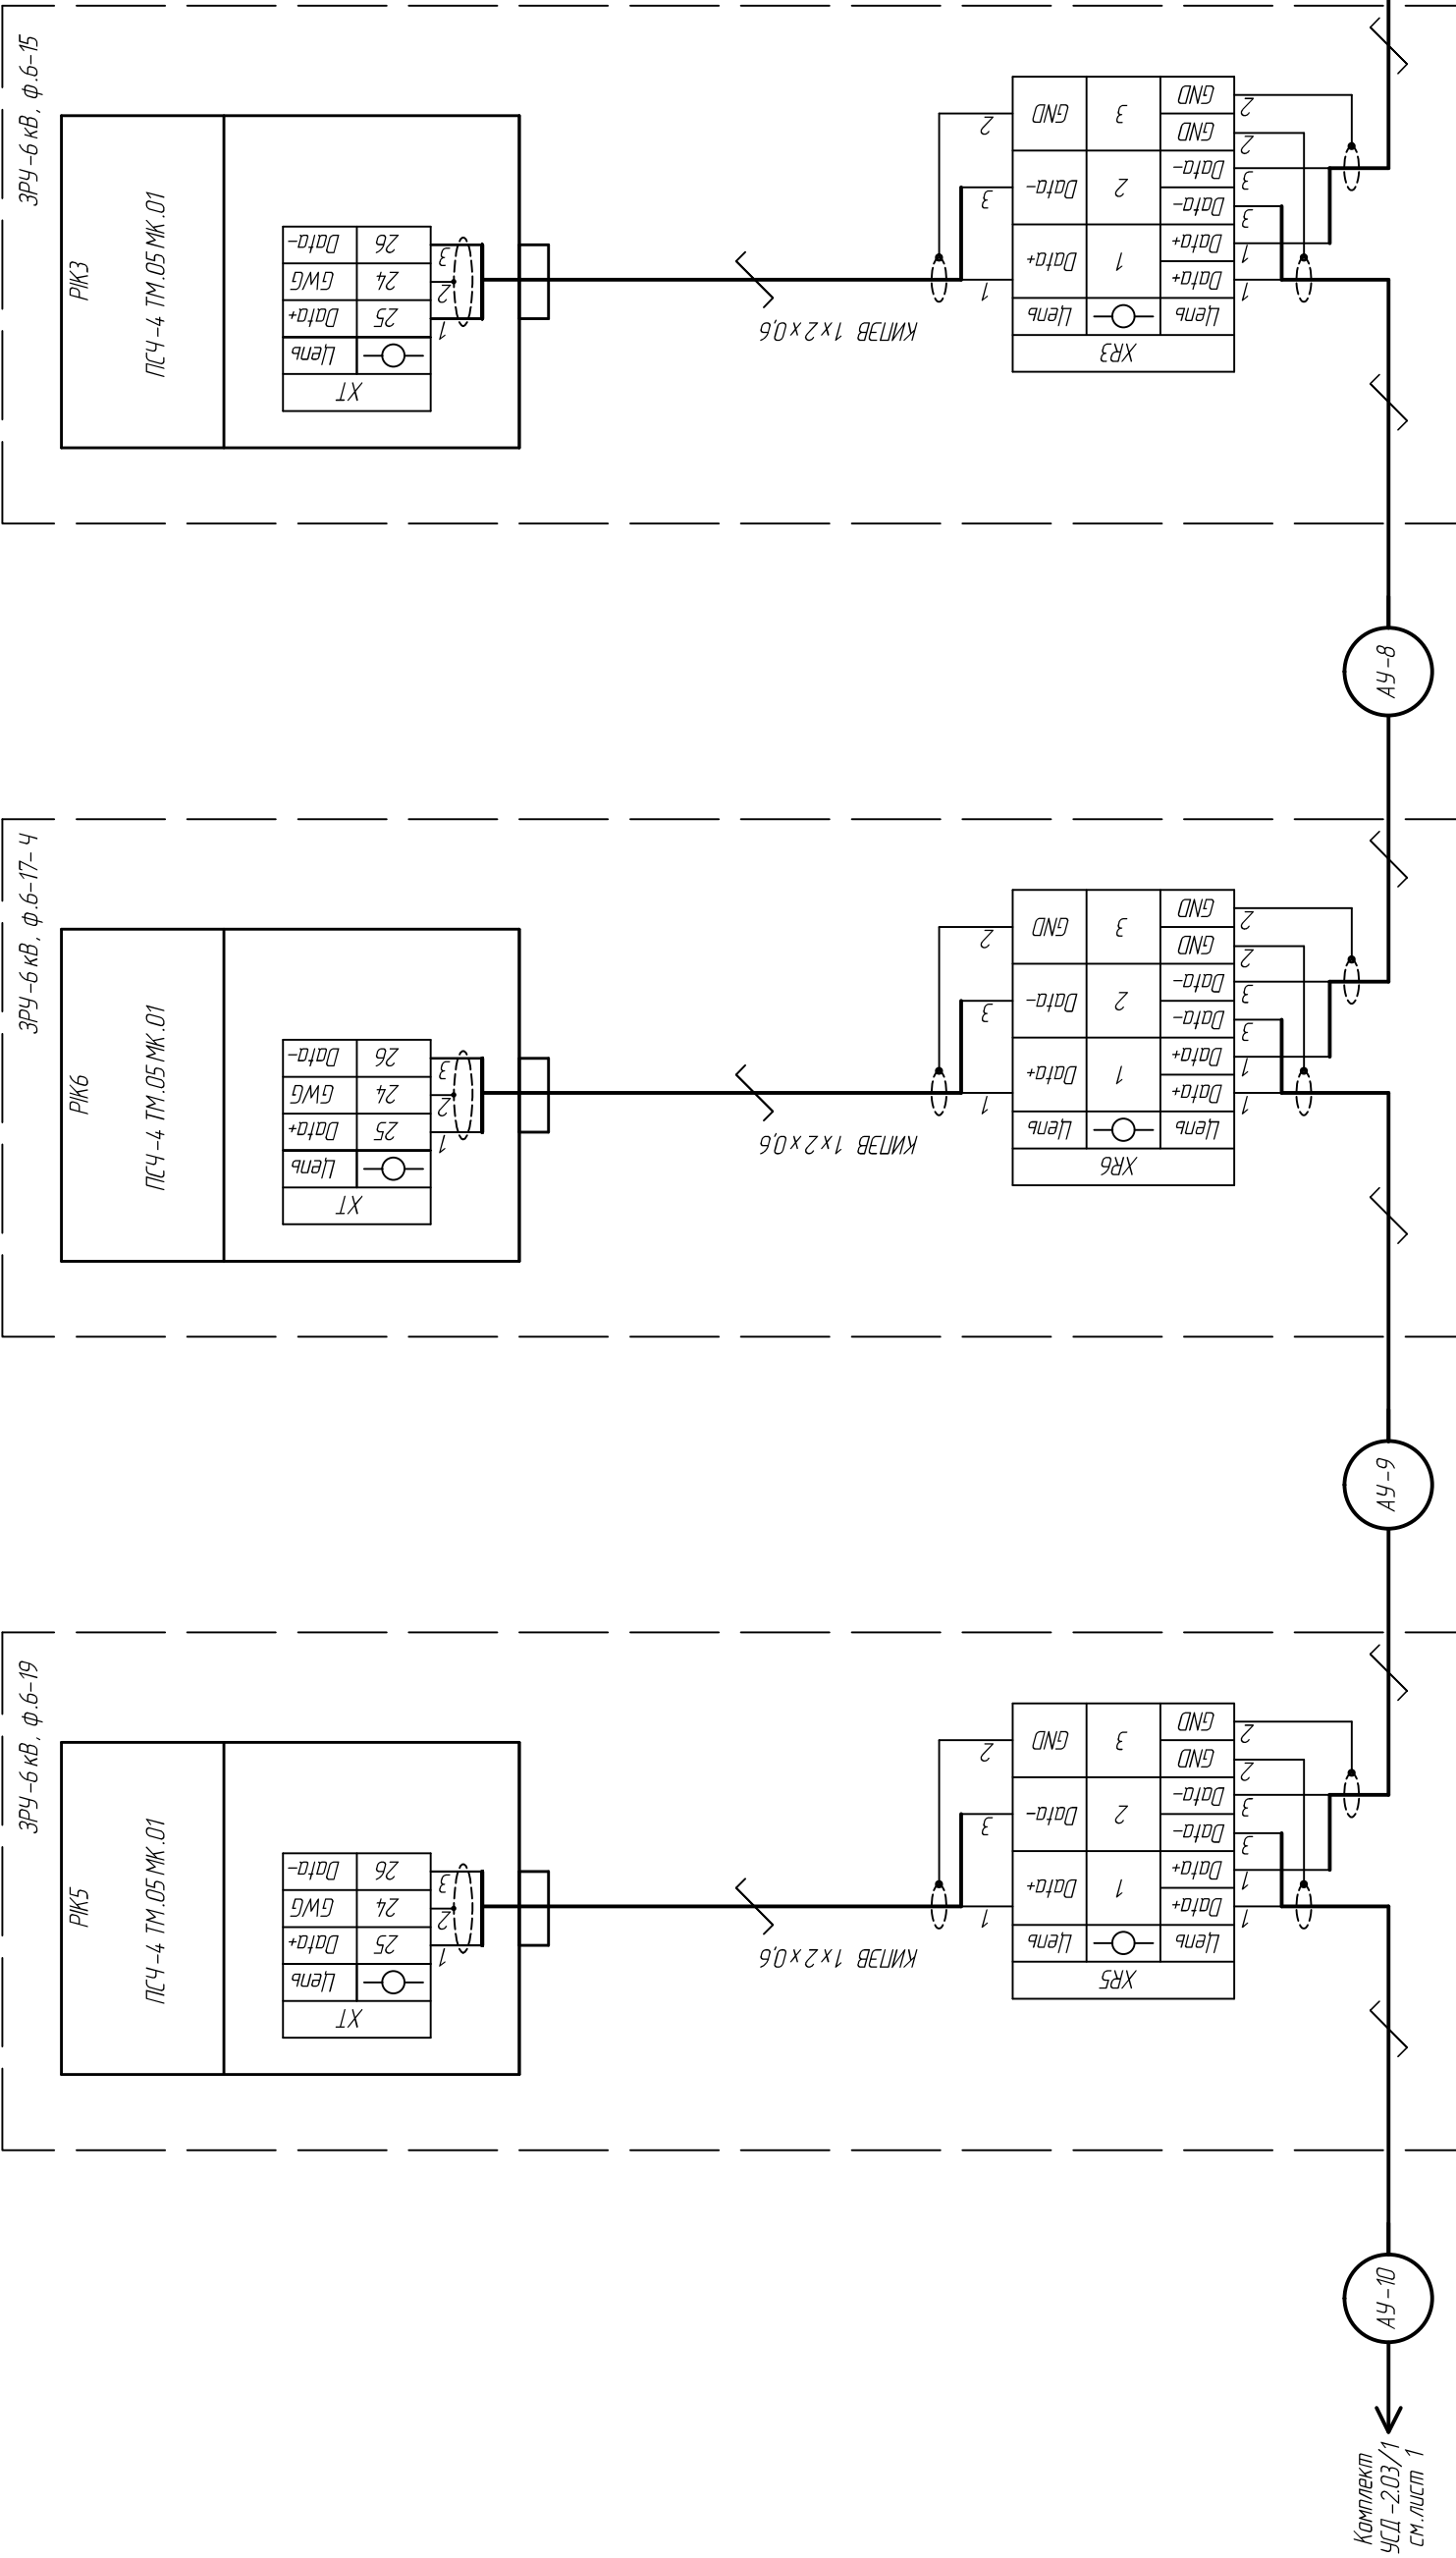 ЗРУ-6 кВ, ф.6-15
PIK3
ПСЧ-4 ТМ.05 МК.01
XT
Цепь
Data+ 25
GWG 24
Data- 26
1
2
3
КИПЭВ 1х2х0,6
1
3
2
XR3
Цепь Цепь
Data+ 1 Data+ Data+
Data- 2 Data- Data-
GND 3 GND GND
1
1
3
3
2
2
АУ-8
ЗРУ-6 кВ, ф.6-17-Ч
PIK6
ПСЧ-4 ТМ.05 МК.01
XT
Цепь
Data+ 25
GWG 24
Data- 26
1
2
3
КИПЭВ 1х2х0,6
1
3
2
XR6
Цепь Цепь
Data+ 1 Data+ Data+
Data- 2 Data- Data-
GND 3 GND GND
1
1
3
3
2
2
АУ-9
ЗРУ-6 кВ, ф.6-19
PIK5
ПСЧ-4 ТМ.05 МК.01
XT
Цепь
Data+ 25
GWG 24
Data- 26
1
2
3
КИПЭВ 1х2х0,6
1
3
2
XR5
Цепь Цепь
Data+ 1 Data+ Data+
Data- 2 Data- Data-
GND 3 GND GND
1
1
3
3
2
2
АУ-10
Комплект
УСД-2.03/1
см.лист 1